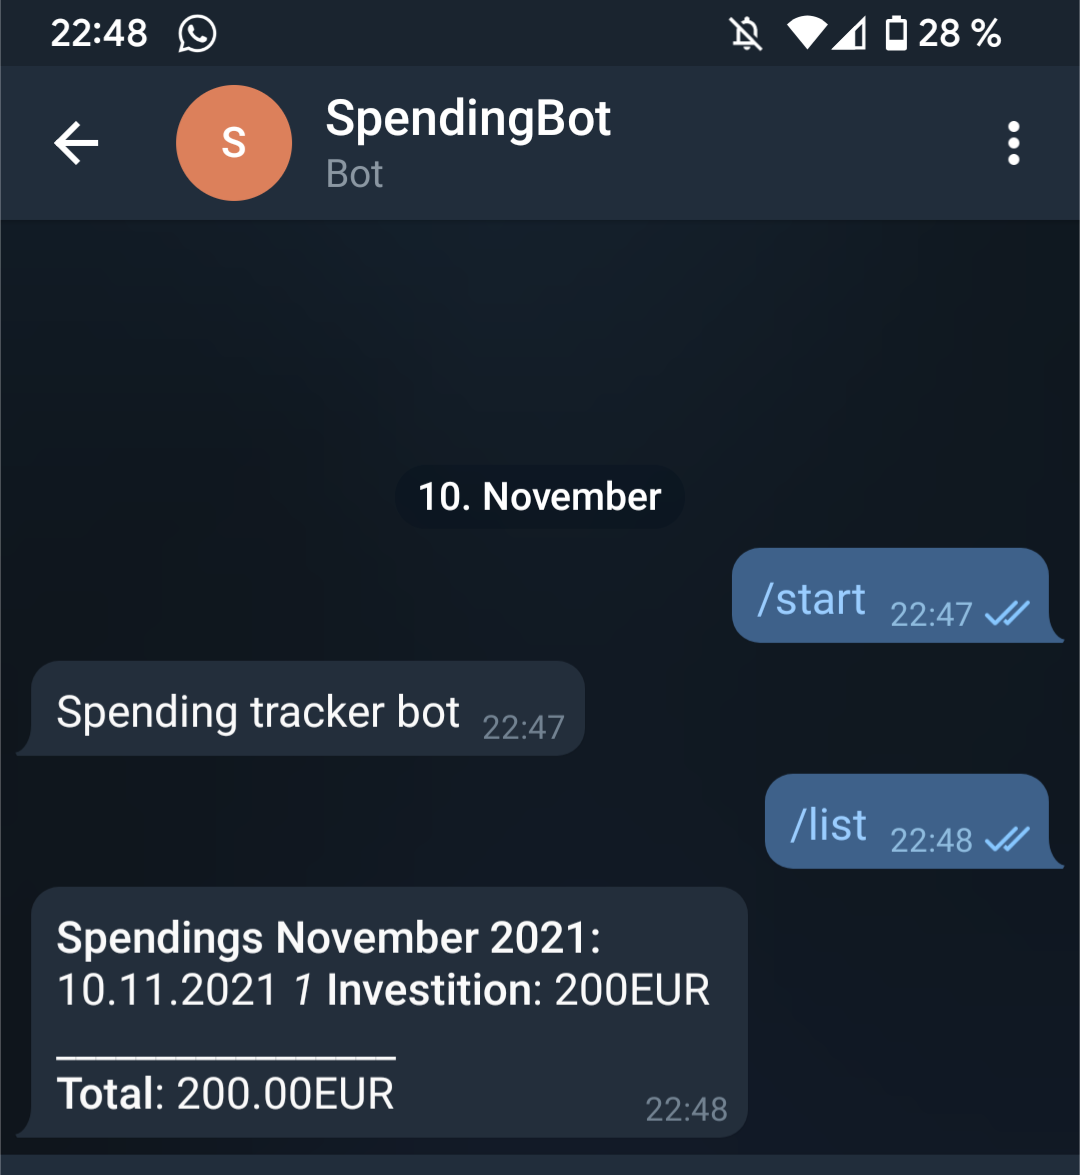 22:48 28 %
S
SpendingBot
Bot
10. November
/start 22:47
Spending tracker bot 22:47
/list 22:48
Spendings November 2021:
10.11.2021 1 Investition: 200EUR
_________________
Total: 200.00EUR
22:48